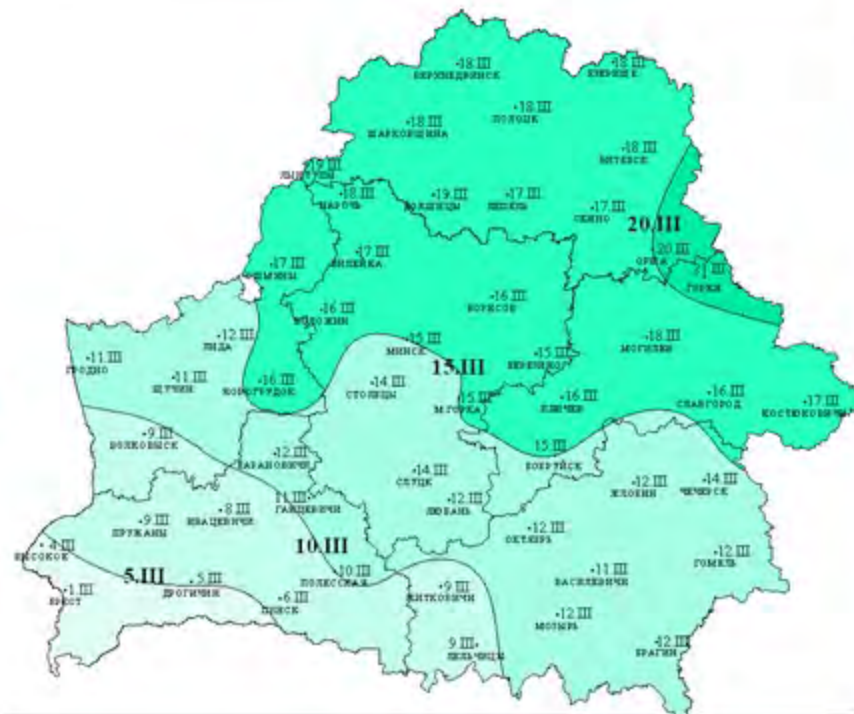 18.III
ВЕРХНЕДВИНСК
18.III
ЕЗЕРИЩЕ
18.III
ПОЛОЦК
18.III
ШАРКОВЩИНА
18.III
ВИТЕБСК
19.III
ЛЫНТУПЫ
18.III
НАРОЧЬ
19.III
ДОКШИЦЫ
17.III
ЛЕПЕЛЬ
17.III
СЕННО
20.III
20.III
ОРША
21.III
ГОРКИ
17.III
ОШМЯНЫ
17.III
ВИЛЕЙКА
16.III
ВОЛОЖИН
16.III
БОРИСОВ
12.III
ЛИДА
15.III
МИНСК
18.III
МОГИЛЕВ
11.III
ГРОДНО
11.III
ЩУЧИН
16.III
НОВОГРУДОК
14.III
СТОЛБЦЫ
15.III
15.III
БЕРЕЗИНО
15.III
М.ГОРКА
16.III
КЛИЧЕВ
16.III
СЛАВГОРОД
17.III
КОСТЮКОВИЧИ
9.III
ВОЛКОВЫСК
12.III
БАРАНОВИЧИ
15.III
БОБРУЙСК
14.III
СЛУЦК
12.III
ЖЛОБИН
14.III
ЧЕЧЕРСК
9.III
ПРУЖАНЫ
8.III
ИВАЦЕВИЧИ
11.III
ГАНЦЕВИЧИ
12.III
ЛЮБАНЬ
12.III
ОКТЯБРЬ
4.III
ВЫСОКОЕ
10.III
12.III
ГОМЕЛЬ
1.III
БРЕСТ
5.III
5.III
ДРОГИЧИН
10.III
ПОЛЕССКАЯ
6.III
ПИНСК
9.III
ЖИТКОВИЧИ
11.III
ВАСИЛЕВИЧИ
12.III
МОЗЫРЬ
9.III
ЛЕЛЬЧИЦЫ
12.III
БРАГИН